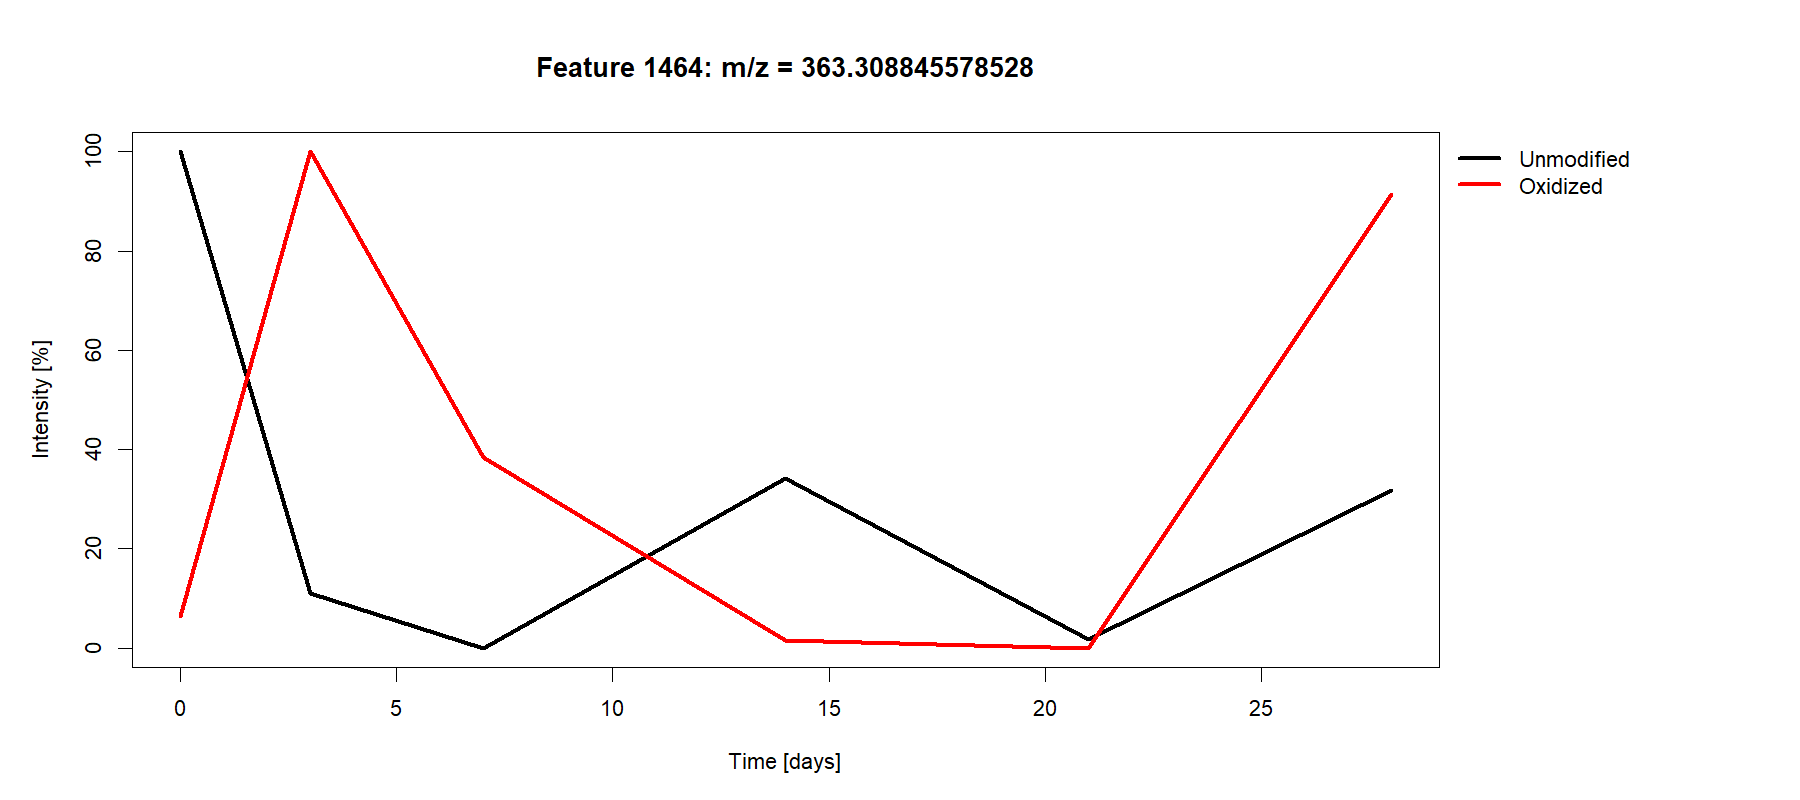 Feature 1464: m/z = 363.308845578528
Unmodified
Oxidized
Intensity [%]
100
80
60
40
20
0
0 5 10 15 20 25
Time [days]